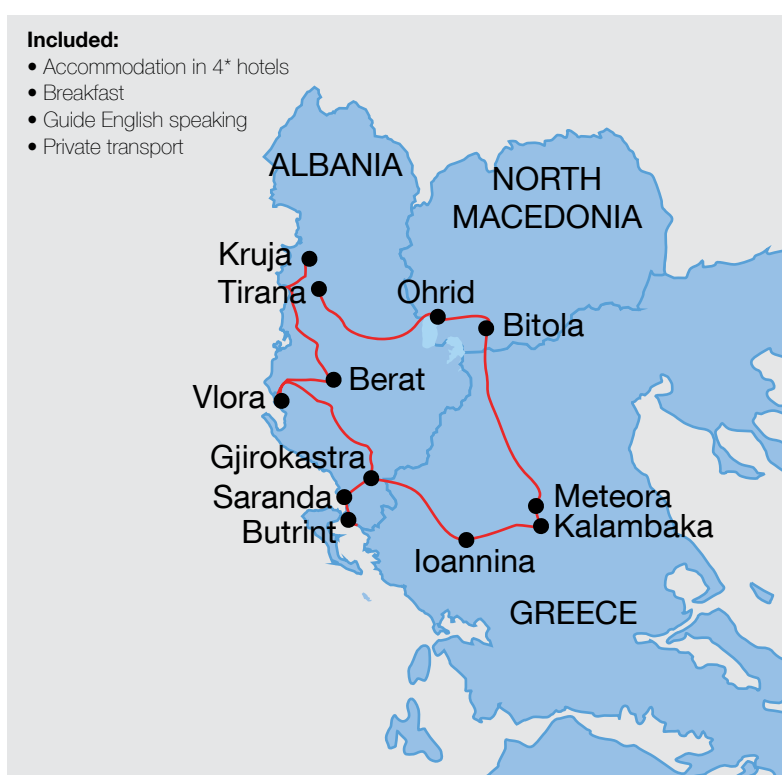 Included:
• Accommodation in 4* hotels
• Breakfast
• Guide English speaking
• Private transport
ALBANIA
NORTH
MACEDONIA
Kruja
Tirana
Ohrid
Bitola
Berat
Vlora
Gjirokastra
Saranda
Butrint
Meteora
Kalambaka
Ioannina
GREECE